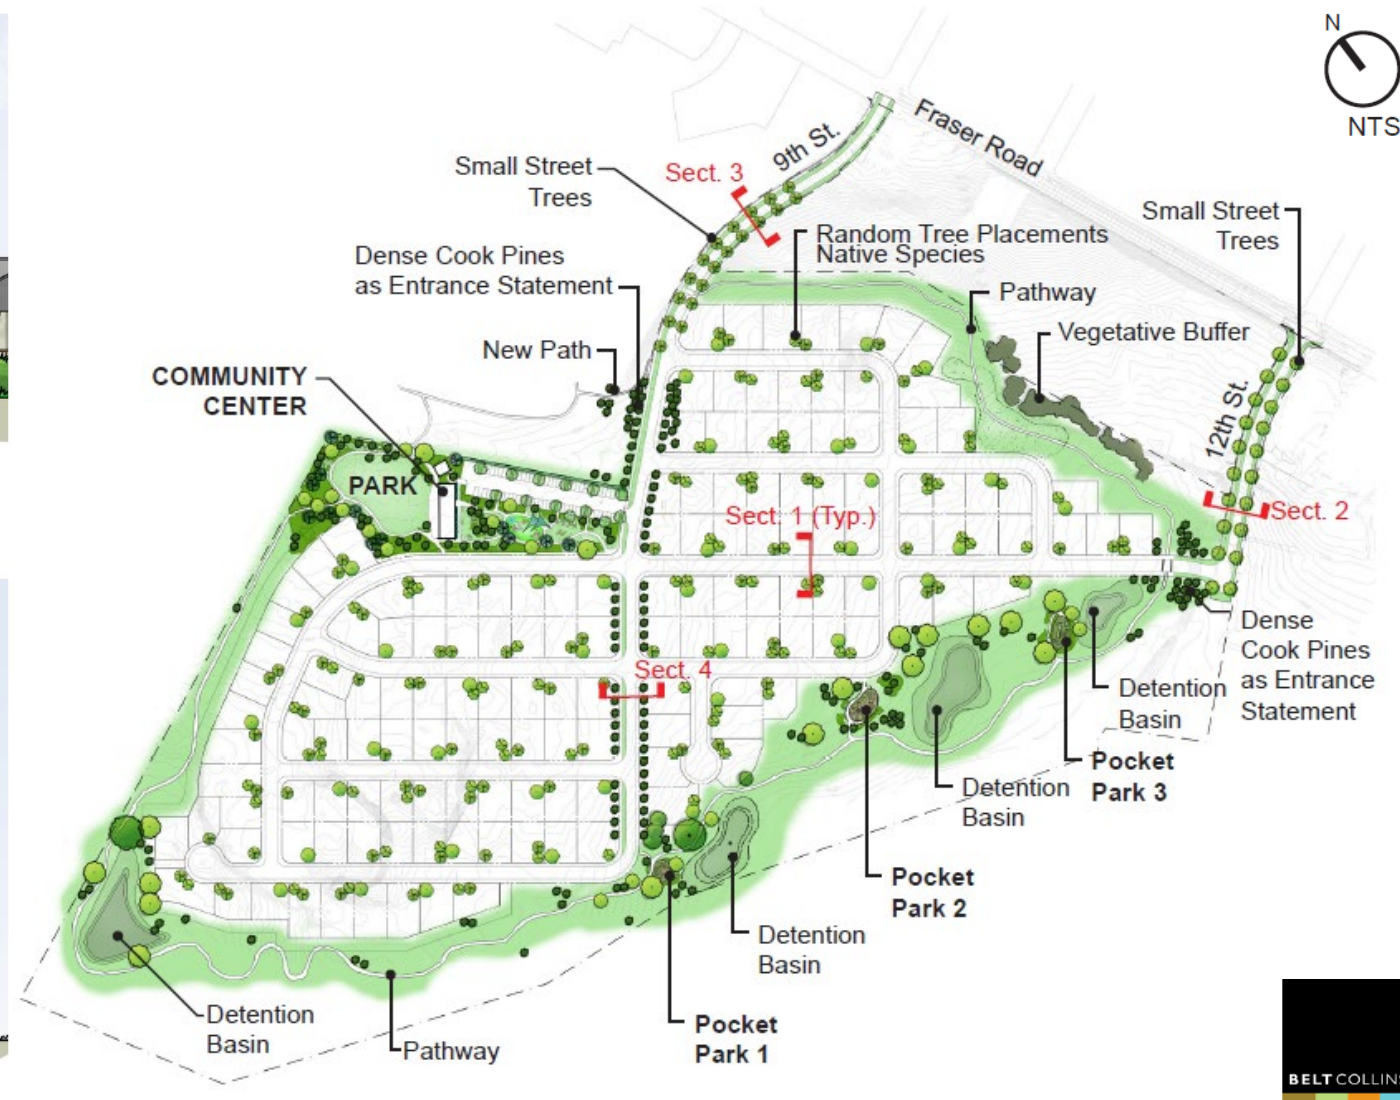 N
NTS
Fraser Road
9th St.
Small Street
Trees
Sect. 3
Small Street
Trees
Random Tree Placements
Native Species
Dense Cook Pines
as Entrance Statement
Pathway
Vegetative Buffer
New Path
COMMUNITY
CENTER
12th St.
PARK
Sect. 1 (Typ.)
Sect. 2
Dense
Cook Pines
as Entrance
Statement
Sect. 4
Detention
Basin
Pocket
Park 3
Detention
Basin
Pocket
Park 2
Detention
Basin
Detention
Basin
Pocket
Park 1
Pathway
BELT COLLINS